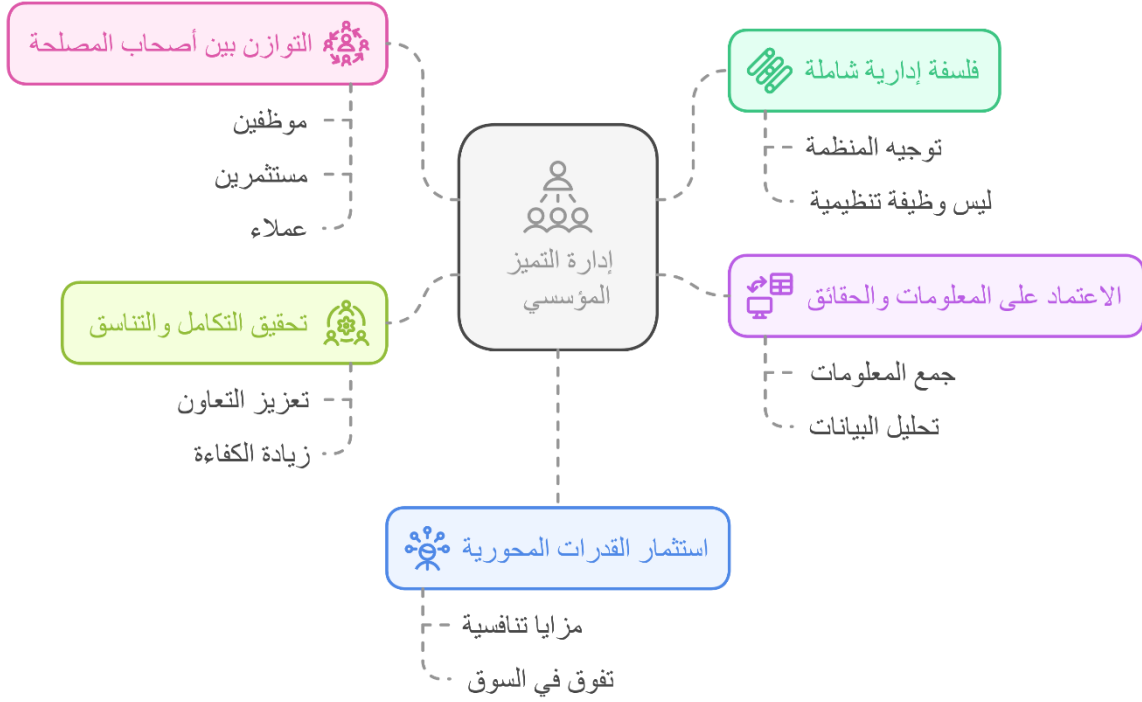 إدارة التميز
المؤسسي
فلسفة إدارية شاملة
توجيه المنظمة
ليس وظيفة تنظيمية
الاعتماد على المعلومات والحقائق
جمع المعلومات
تحليل البيانات
استثمار القدرات المحورية
مزايا تنافسية
تفوق في السوق
تحقيق التكامل والتناسق
تعزيز التعاون
زيادة الكفاءة
التوازن بين أصحاب المصلحة
موظفين
مستثمرين
عملاء